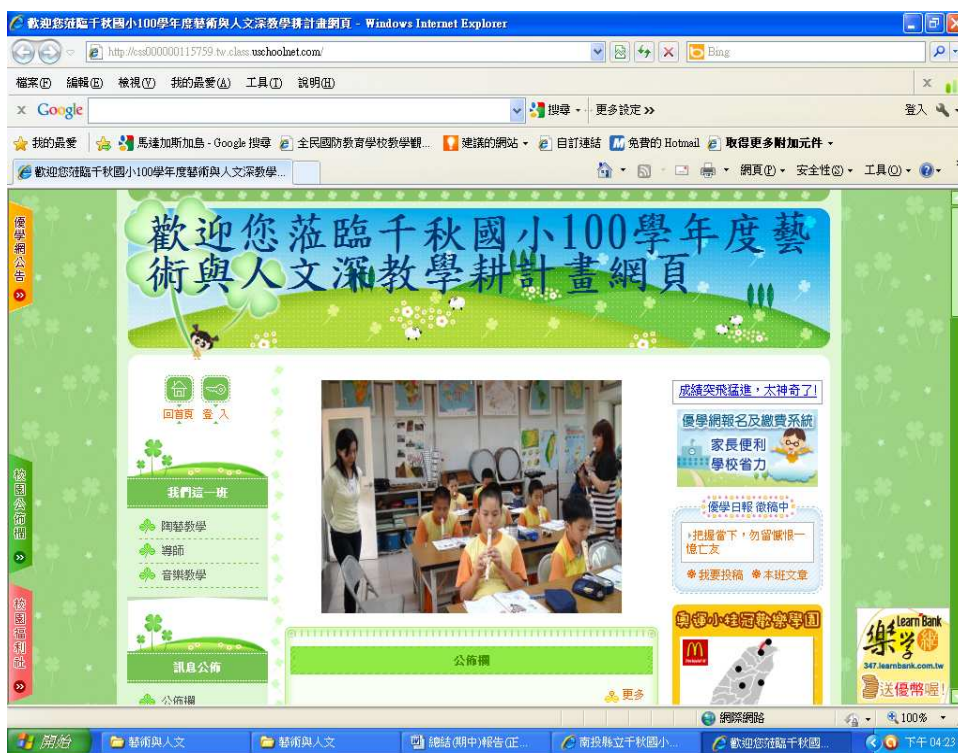 歡迎您蒞臨千秋國小100學年度藝術與人文深教學耕計畫網頁 - Windows Internet Explorer
http://css000000115759.tw.class.uschoolnet.com/
Bing
檔案(F) 編輯(E) 檢視(V) 我的最愛(A) 工具(T) 說明(H)
x Google 搜尋 更多設定 >> 登入
我的最愛 馬達加斯加島 - Google 搜尋 全民國防教育學校教學觀... 建議的網站 自訂連結 免費的 Hotmail 取得更多附加元件
歡迎您蒞臨千秋國小100學年度藝術與人文深教學... 網頁(P) 安全性(S) 工具(O)
優學網公告
歡迎您蒞臨千秋國小100學年度藝
術與人文深教學耕計畫網頁
回首頁 登入
成績突飛猛進,太神奇了!
優學網報名及繳費系統
家長便利
學校省力
校園公佈欄
我們這一班
陶藝教學
導師
音樂教學
優學日報 徵稿中
把握當下,勿留慽恨─
憶亡友
我要投稿 本班文章
校園福利社
訊息公佈
公佈欄
公佈欄
更多
奧運小桂冠歡樂學園
Learn Bank
樂学
347.learnbank.com.tw
送優幣喔!
網際網路 100%
開始 藝術與人文 藝術與人文 總結(期中)報告(正... 南投縣立千秋國小... 歡迎您蒞臨千秋國... 下午 04:23